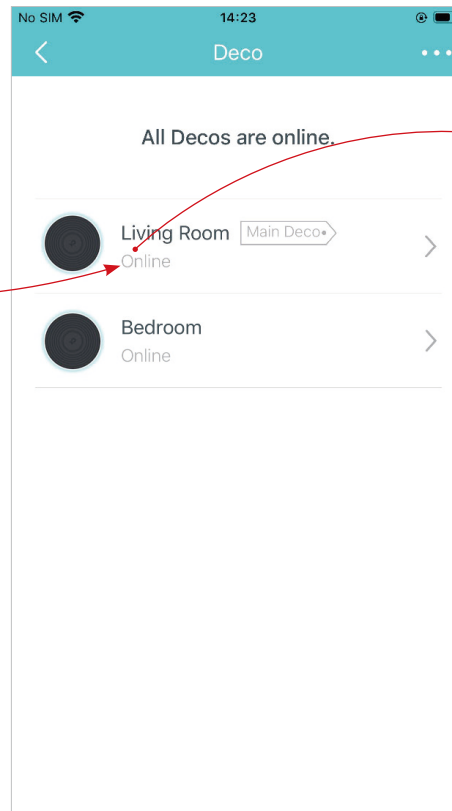 No SIM 14:23
Deco
All Decos are online.
Living Room Main Deco
Online
Bedroom
Online